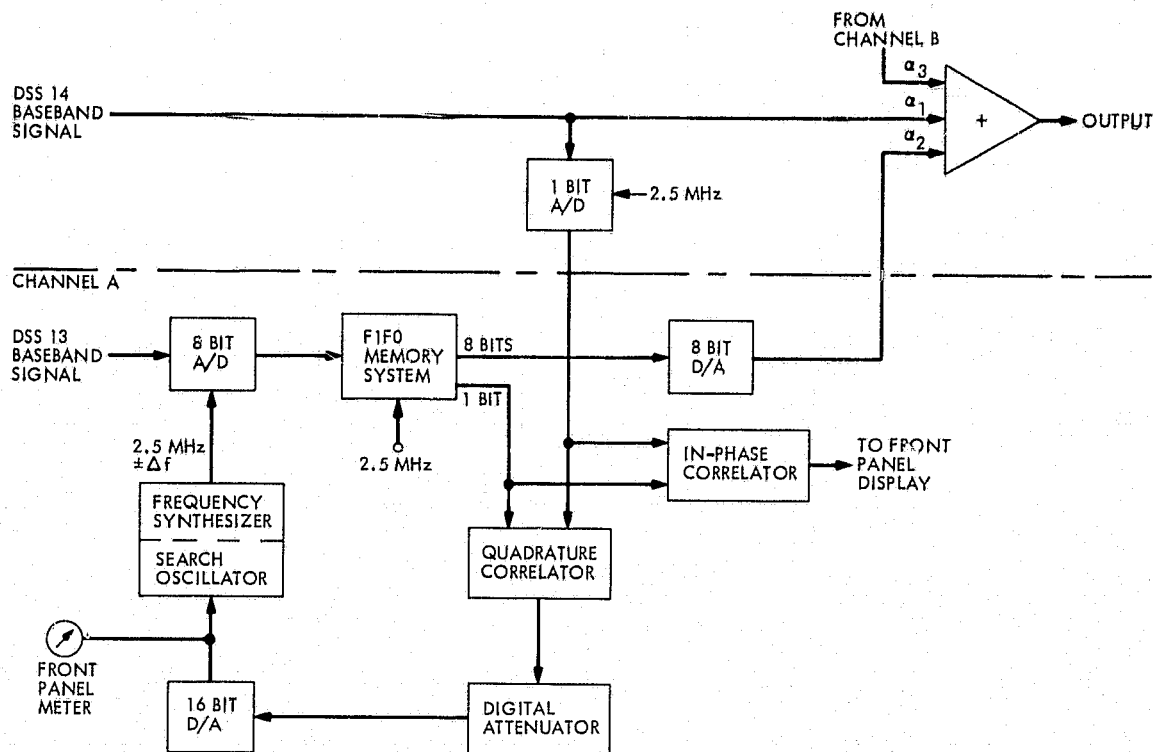 FROM
CHANNEL B
α3
DSS 14
BASEBAND
SIGNAL
α1
+
OUTPUT
α2
1 BIT
A/D
2.5 MHz
CHANNEL A
DSS 13
BASEBAND
SIGNAL
8 BIT
A/D
F1F0
MEMORY
SYSTEM
8 BITS
1 BIT
8 BIT
D/A
2.5 MHz
±Δf
2.5 MHz
IN-PHASE
CORRELATOR
TO FRONT
PANEL
DISPLAY
FREQUENCY
SYNTHESIZER
SEARCH
OSCILLATOR
QUADRATURE
CORRELATOR
FRONT
PANEL
METER
16 BIT
D/A
DIGITAL
ATTENUATOR